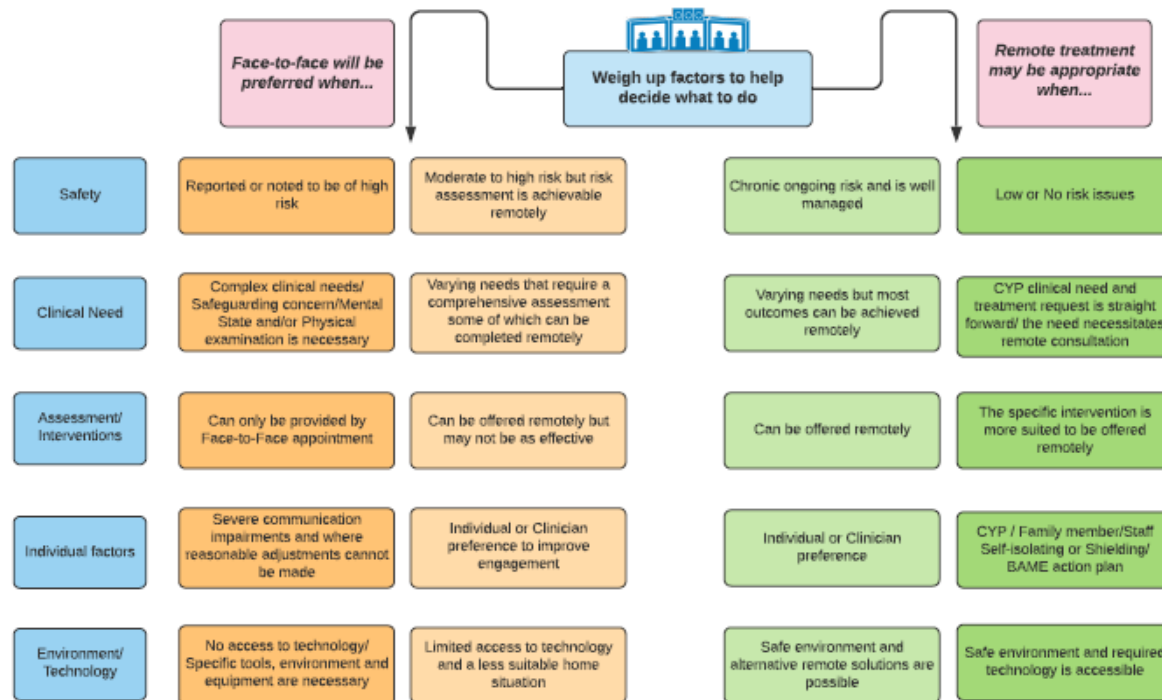 Face-to-face will be
preferred when...
Weigh up factors to help
decide what to do
Remote treatment
may be appropriate
when...
Safety
Reported or noted to be of high
risk
Moderate to high risk but risk
assessment is achievable
remotely
Chronic ongoing risk and is well
managed
Low or No risk issues
Clinical Need
Complex clinical needs/
Safeguarding concern/Mental
State and/or Physical
examination is necessary
Varying needs that require a
comprehensive assessment
some of which can be
completed remotely
Varying needs but most
outcomes can be achieved
remotely
CYP clinical need and
treatment request is straight
forward/ the need necessitates
remote consultation
Assessment/
Interventions
Can only be provided by
Face-to-Face appointment
Can be offered remotely but
may not be as effective
Can be offered remotely
The specific intervention is
more suited to be offered
remotely
Individual factors
Severe communication
impairments and where
reasonable adjustments cannot
be made
Individual or Clinician
preference to improve
engagement
Individual or Clinician
preference
CYP / Family member/Staff
Self-isolating or Shielding/
BAME action plan
Environment/
Technology
No access to technology/
Specific tools, environment and
equipment are necessary
Limited access to technology
and a less suitable home
situation
Safe environment and
alternative remote solutions are
possible
Safe environment and required
technology is accessible